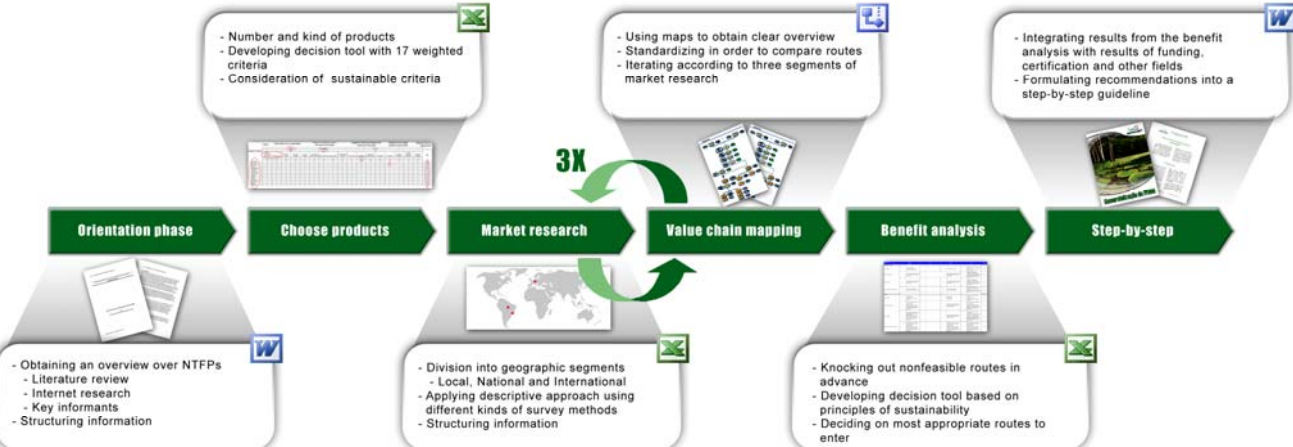 - Number and kind of products
- Developing decision tool with 17 weighted
criteria
- Consideration of sustainable criteria
- Using maps to obtain clear overview
- Standardizing in order to compare routes
- Iterating according to three segments of
market research
- Integrating results from the benefit
analysis with results of funding,
certification and other fields
- Formulating recommendations into a
step-by-step guideline
3X
Orientation phase
Choose products
Market research
Value chain mapping
Benefit analysis
Step-by-step
- Obtaining an overview over NTFPs
- Literature review
- Internet research
- Key informants
- Structuring information
- Division into geographic segments
- Local, National and International
- Applying descriptive approach using
different kinds of survey methods
- Structuring information
- Knocking out nonfeasible routes in
advance
- Developing decision tool based on
principles of sustainability
- Deciding on most appropriate routes to
enter